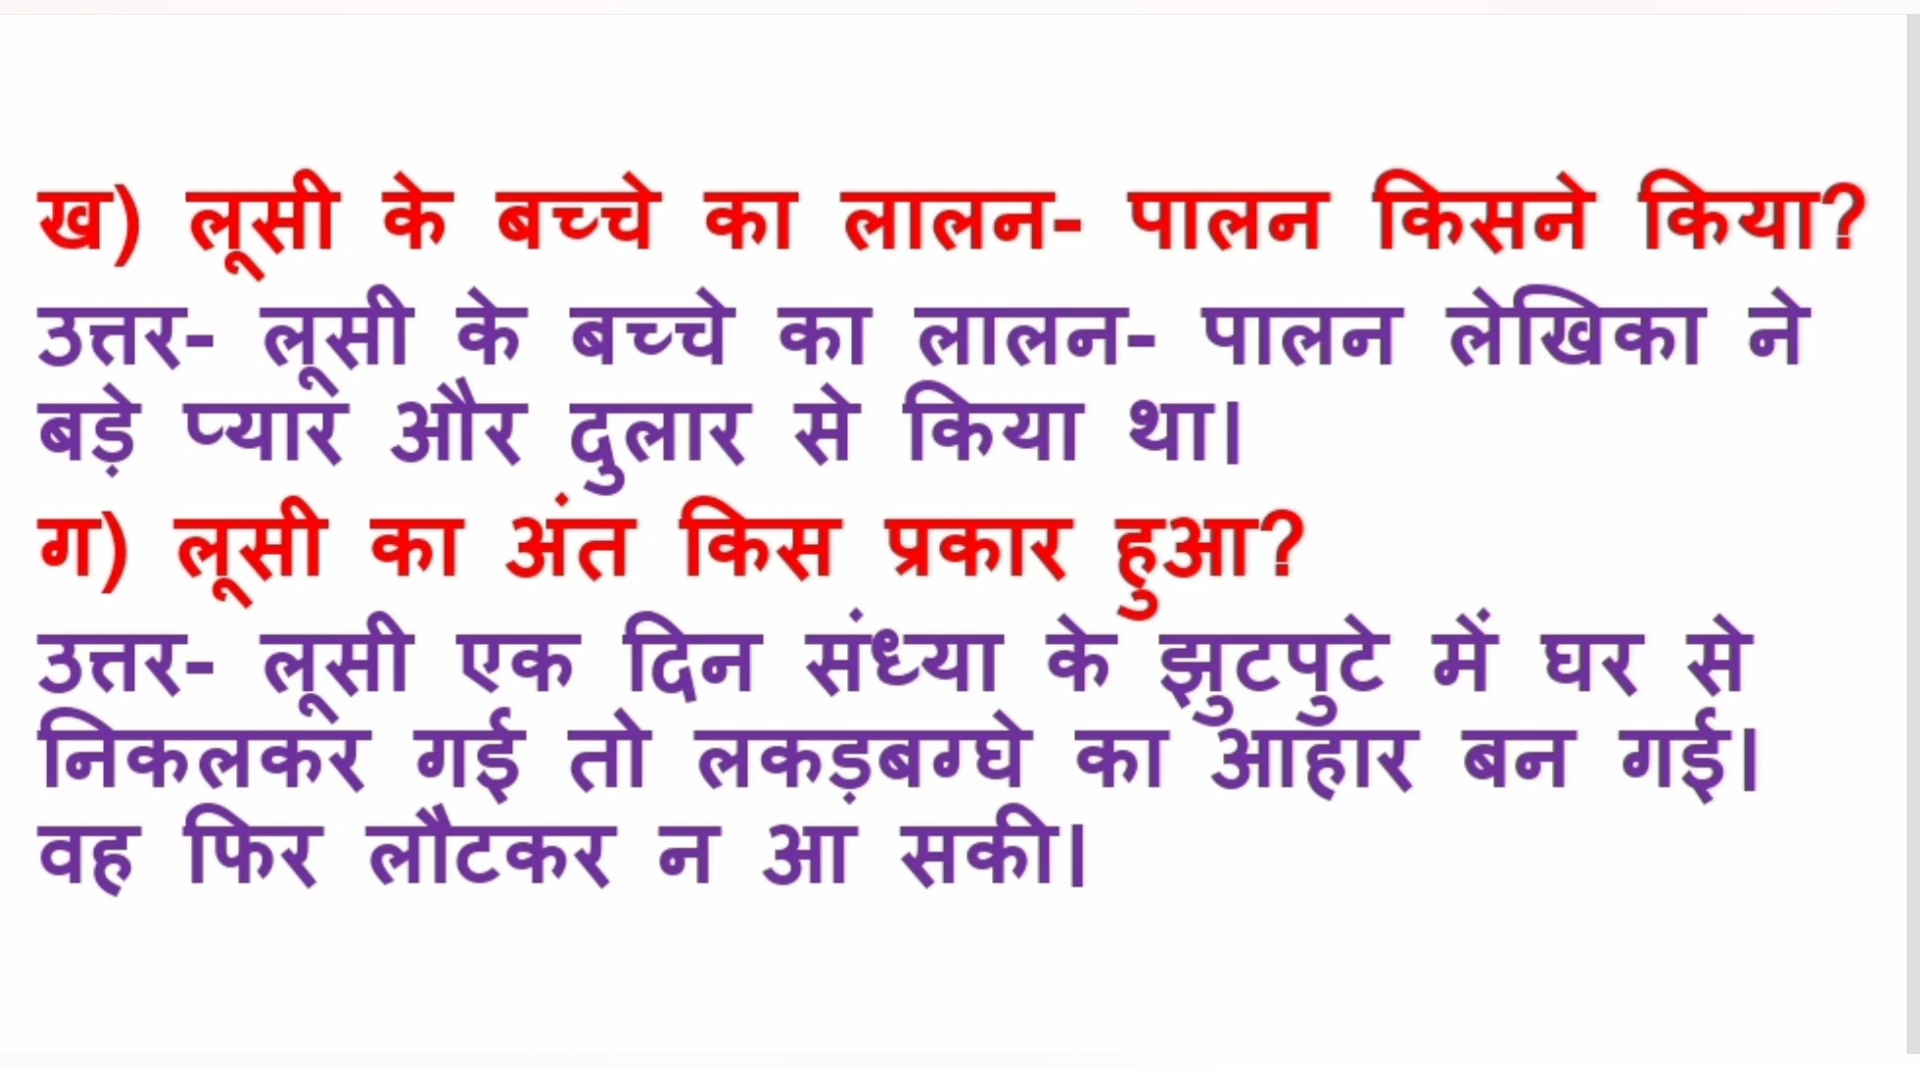 ख) लूसी के बच्चे का लालन- पालन किसने किया?
उत्तर- लूसी के बच्चे का लालन- पालन लेखिका ने
बड़े प्यार और दुलार से किया था।
ग) लूसी का अंत किस प्रकार हुआ?
उत्तर- लूसी एक दिन संध्या के झुटपुटे में घर से
निकलकर गई तो लकड़बग्घे का आहार बन गई।
वह फिर लौटकर न आ सकी।